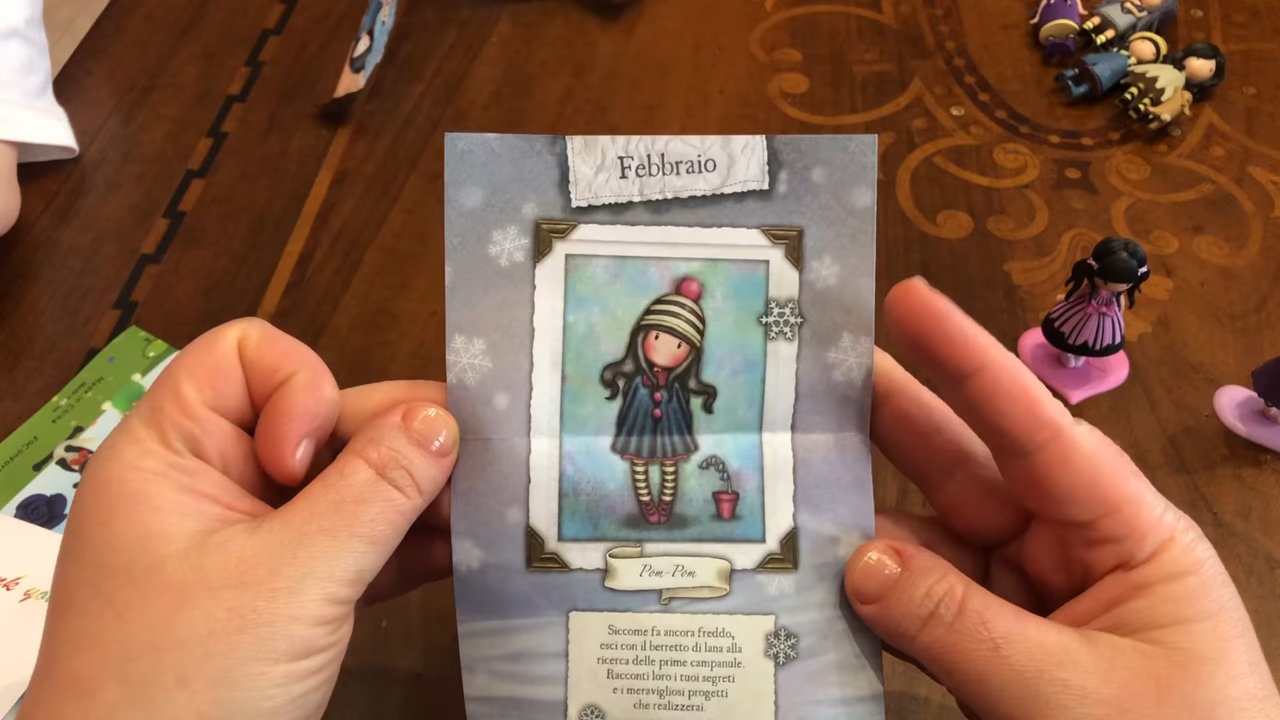 Febbraio
Pom-Pom
Siccome fa ancora freddo,
esci con il berretto di lana alla
ricerca delle prime campanule.
Racconti loro i tuoi segreti
e i meravigliosi progetti
che realizzerai.